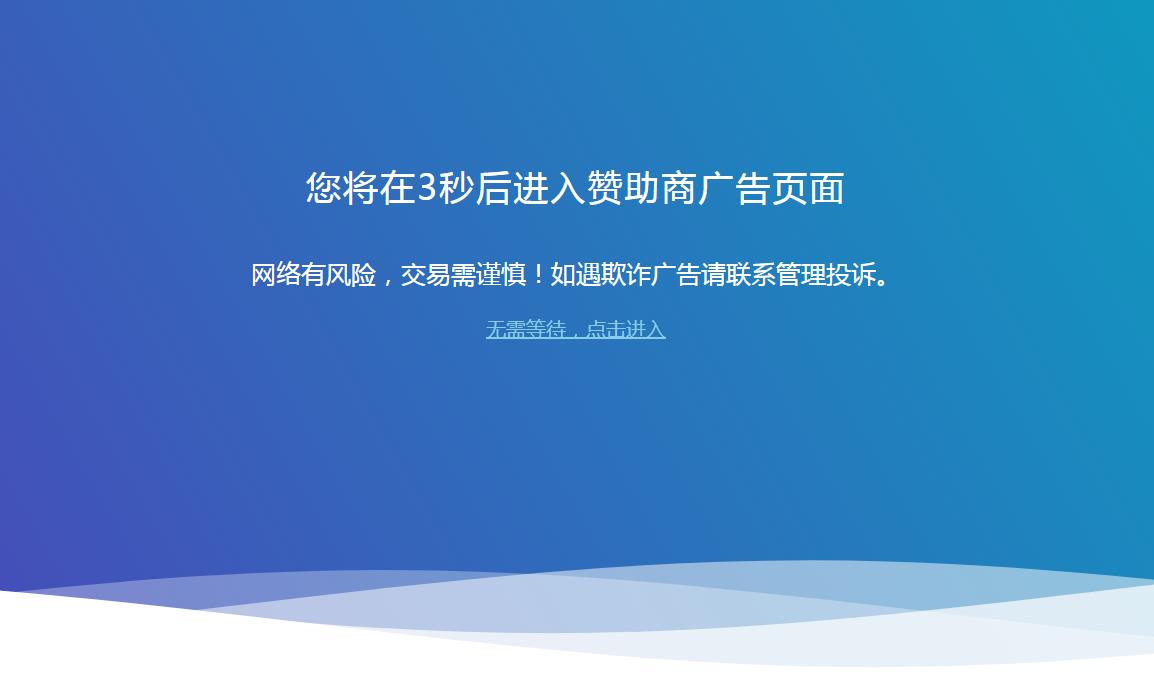 您将在3秒后进入赞助商广告页面
网络有风险，交易需谨慎！如遇欺诈广告请联系管理投诉。
无需等待，点击进入